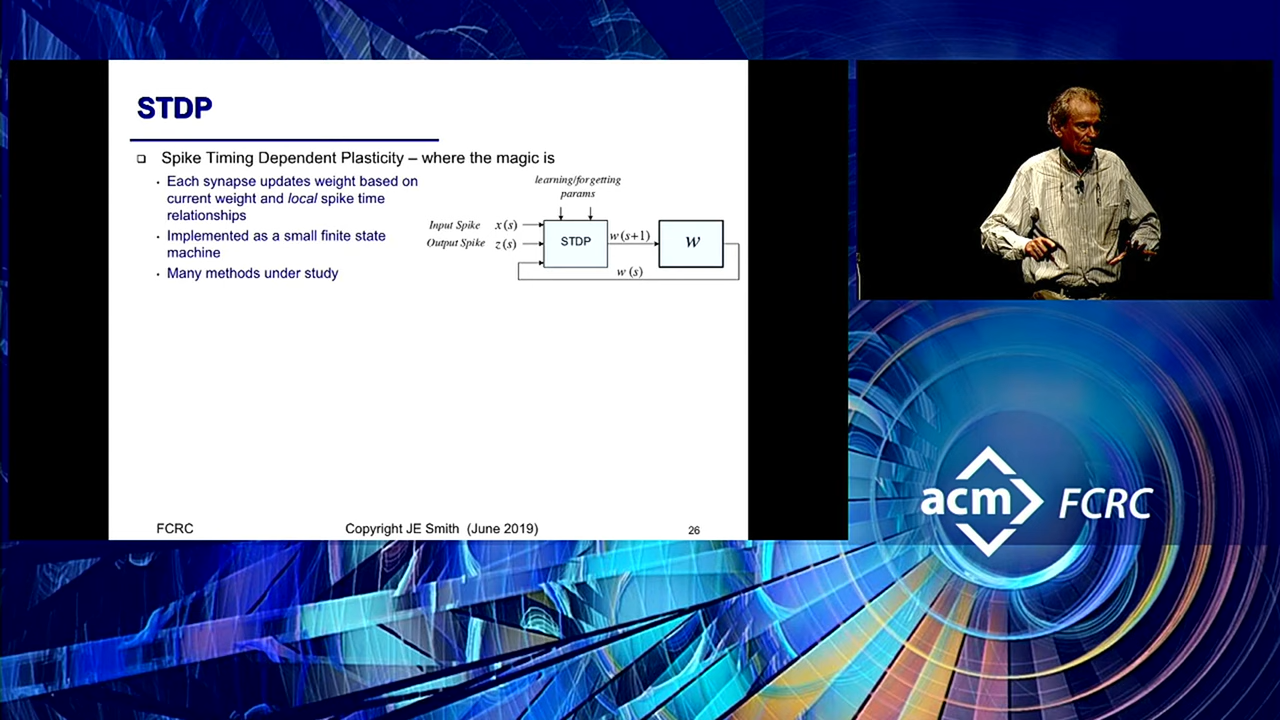 STDP
❑ Spike Timing Dependent Plasticity – where the magic is
· Each synapse updates weight based on
current weight and local spike time
relationships
· Implemented as a small finite state
machine
· Many methods under study
learning/forgetting
params
Input Spike x(s)
Output Spike z(s)
STDP
w(s+1)
w
w(s)
FCRC
Copyright JE Smith (June 2019)
26
acm FCRC